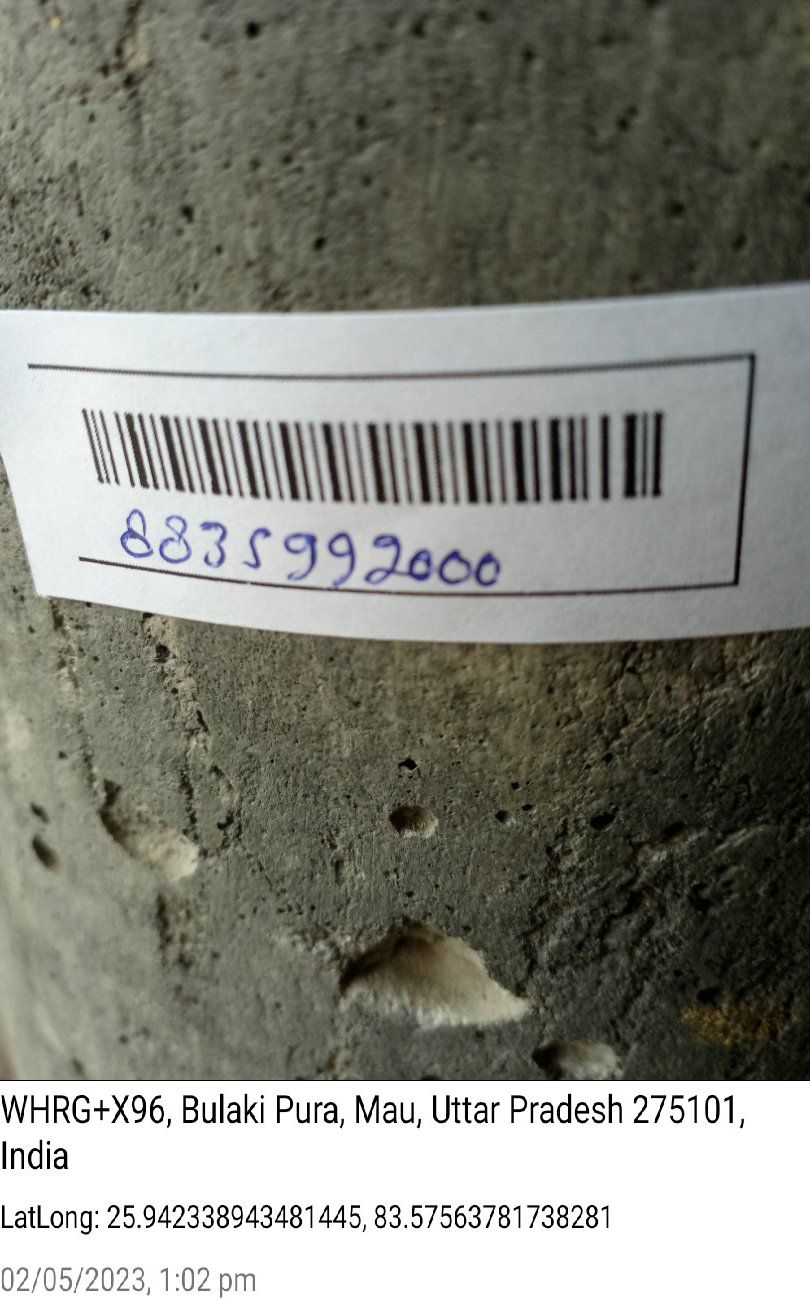 8835992000
WHRG+X96, Bulaki Pura, Mau, Uttar Pradesh 275101,
India
LatLong: 25.942338943481445, 83.57563781738281
02/05/2023, 1:02 pm